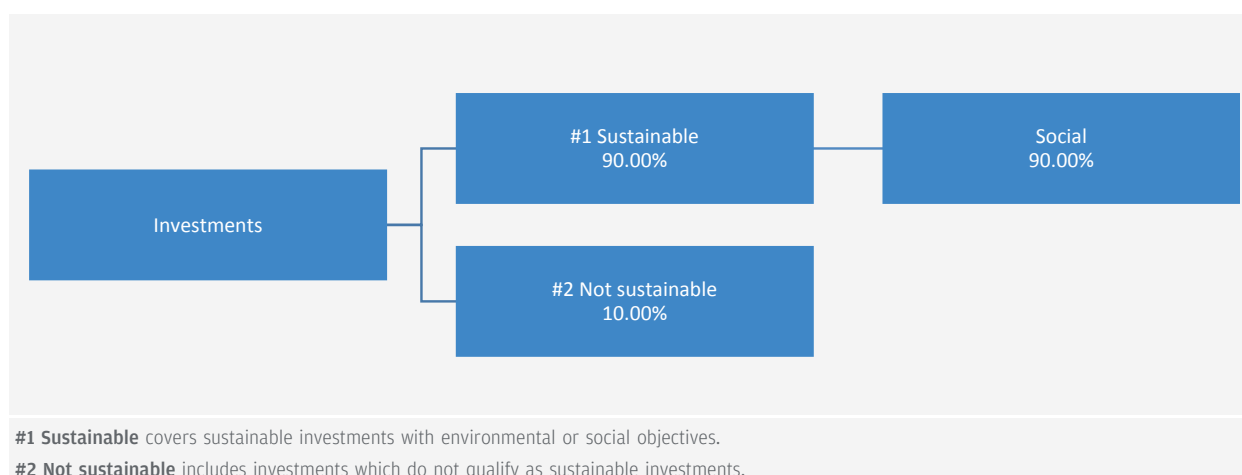 #1 Sustainable
90.00%
Social
90.00%
Investments
#2 Not sustainable
10.00%
#1 Sustainable covers sustainable investments with environmental or social objectives.
#2 Not sustainable includes investments which do not qualify as sustainable investments.